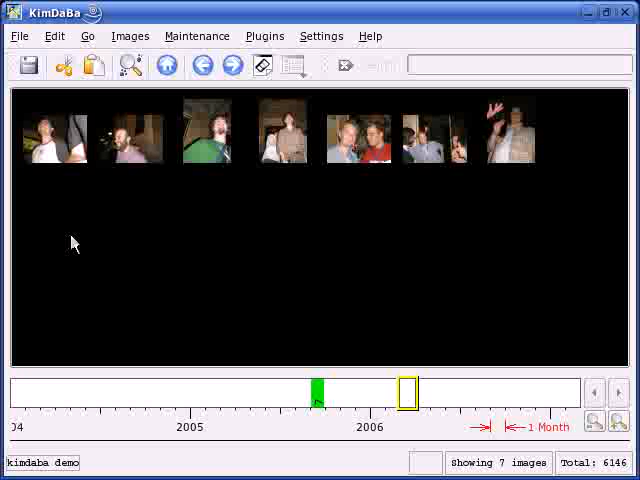 KimDaBa
File Edit Go Images Maintenance Plugins Settings Help
7
04 2005 2006 1 Month
kimdaba demo Showing 7 images Total: 6146